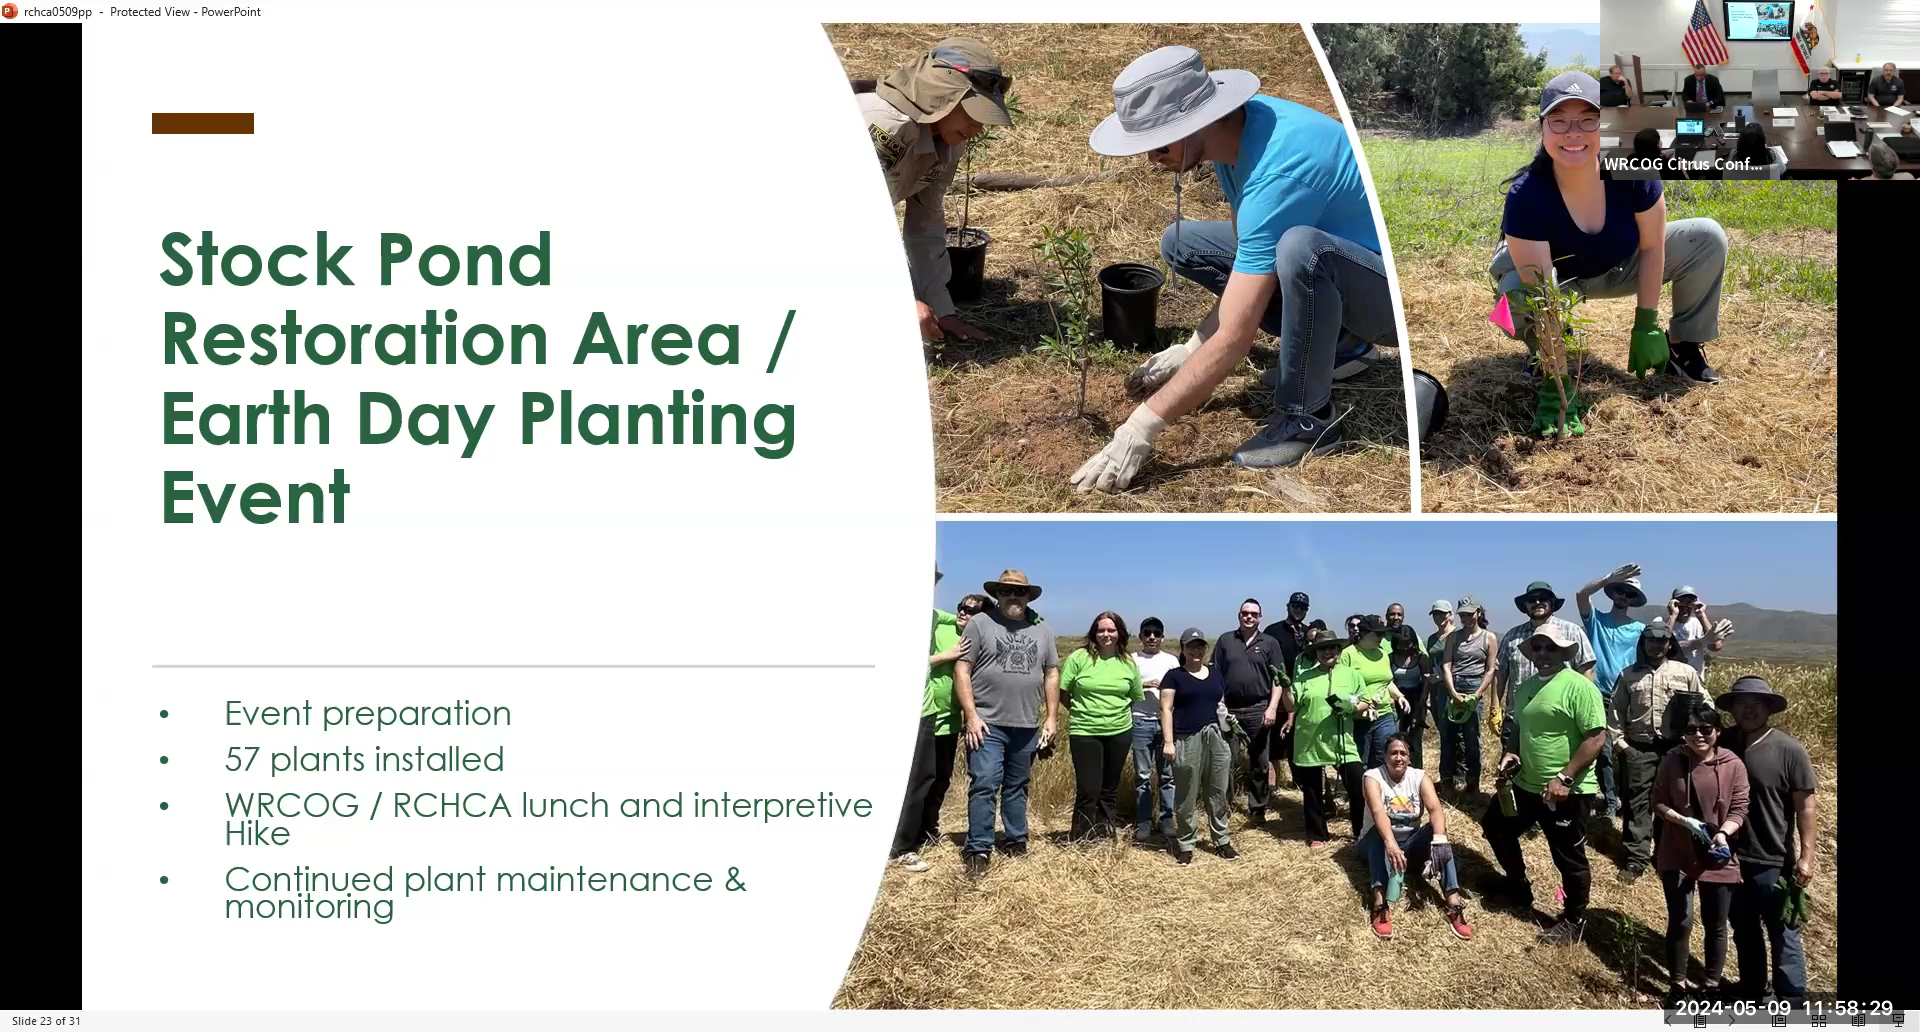 rchca0509pp - Protected View - PowerPoint
WRCOG Citrus Conf...
Stock Pond
Restoration Area /
Earth Day Planting
Event
• Event preparation
• 57 plants installed
• WRCOG / RCHCA lunch and interpretive
Hike
• Continued plant maintenance &
monitoring
LUCKY
2024-05-09 11:58:29
Slide 23 of 31